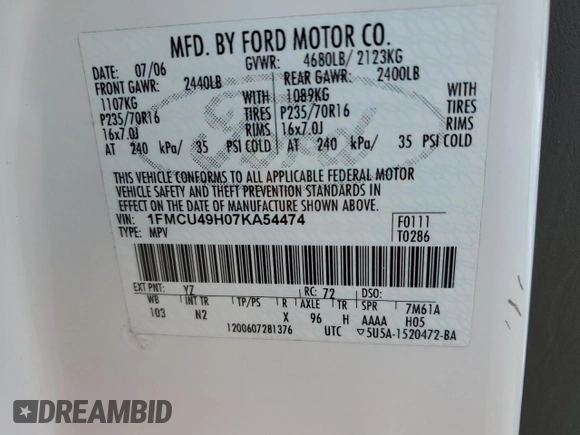 MFD. BY FORD MOTOR CO.
DATE: 07/06 GVWR: 4680LB/ 2123KG
FRONT GAWR: 2440LB REAR GAWR: 2400LB
1107KG WITH 1089KG WITH
P235/70R16 TIRES P235/70R16 TIRES
16x7.0J RIMS 16x7.0J RIMS
AT 240 kPa/ 35 PSI COLD AT 240 kPa/ 35 PSI COLD
Ford
THIS VEHICLE CONFORMS TO ALL APPLICABLE FEDERAL MOTOR
VEHICLE SAFETY AND THEFT PREVENTION STANDARDS IN
EFFECT ON THE DATE OF MANUFACTURE SHOWN ABOVE.
VIN: 1FMCU49H07KA54474 F0111
TYPE: MPV T0286
EXT PNT: YZ RC: 72 DSO:
WB INT TR TP/PS R AXLE TR SPR 7M61A
103 N2 X 96 H AAAA H05
1200607281376 UTC 5U5A-1520472-BA
DREAMBID